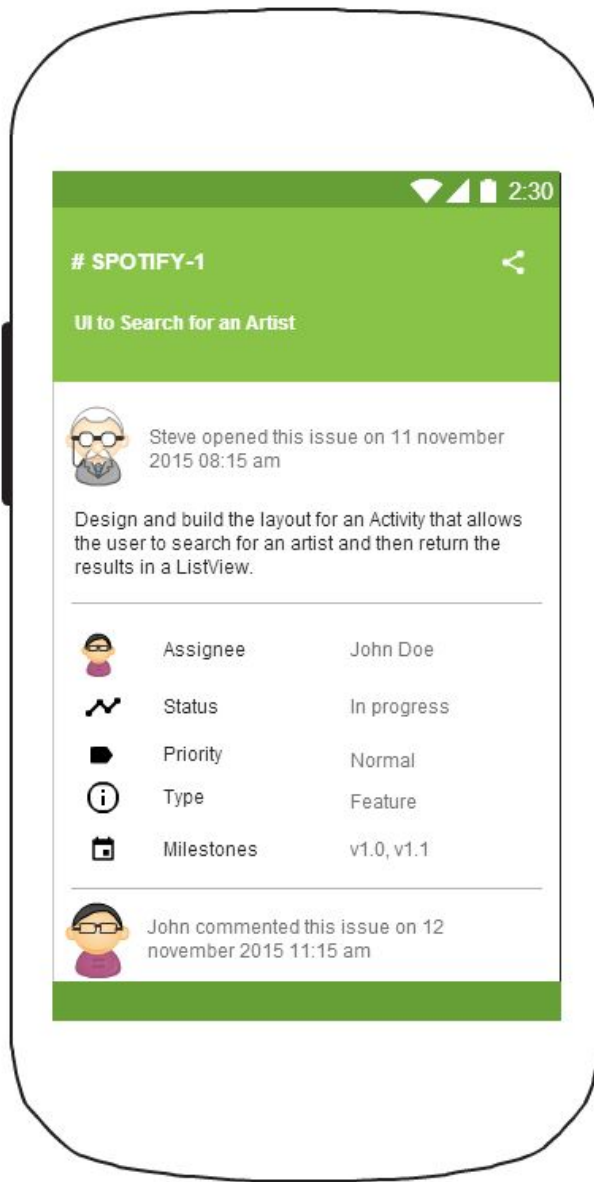 2:30
# SPOTIFY-1
UI to Search for an Artist
Steve opened this issue on 11 november
2015 08:15 am
Design and build the layout for an Activity that allows
the user to search for an artist and then return the
results in a ListView.
Assignee John Doe
Status In progress
Priority Normal
Type Feature
Milestones v1.0, v1.1
John commented this issue on 12
november 2015 11:15 am